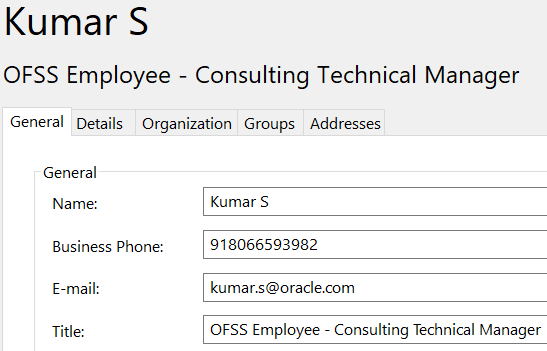 Kumar S
OFSS Employee - Consulting Technical Manager
General Details Organization Groups Addresses
General
Name: Kumar S
Business Phone: 918066593982
E-mail: kumar.s@oracle.com
Title: OFSS Employee - Consulting Technical Manager